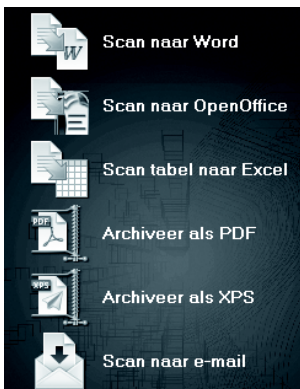 Scan naar Word
Scan naar OpenOffice
Scan tabel naar Excel
PDF
Archiveer als PDF
XPS
Archiveer als XPS
Scan naar e-mail